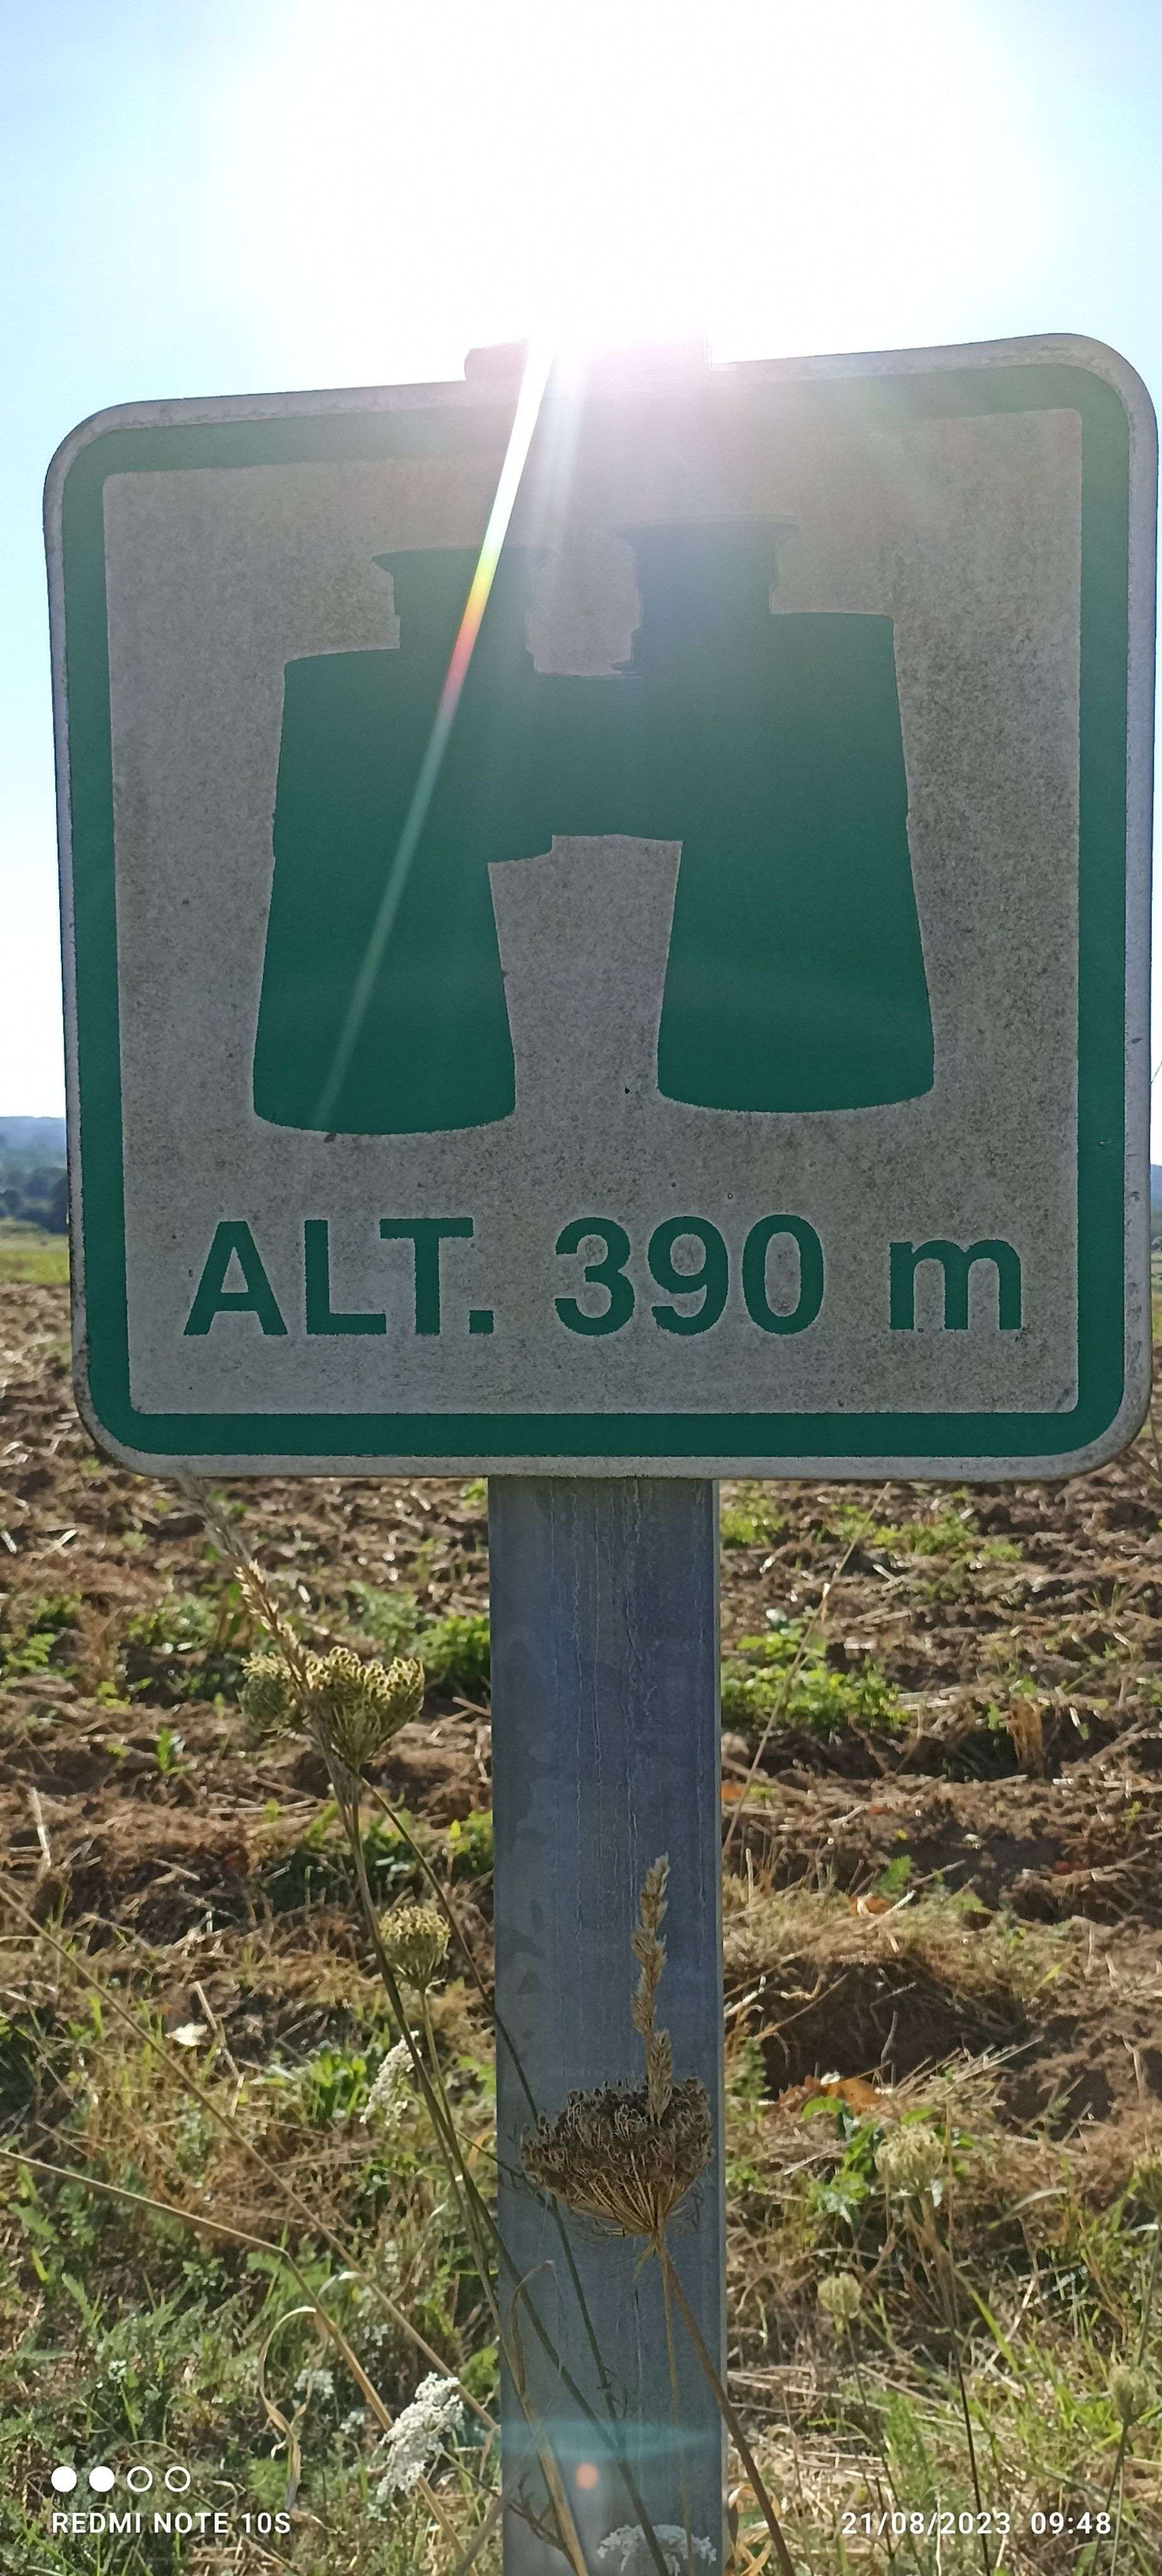 ALT. 390 m
REDMI NOTE 10S
21/08/2023 09:48